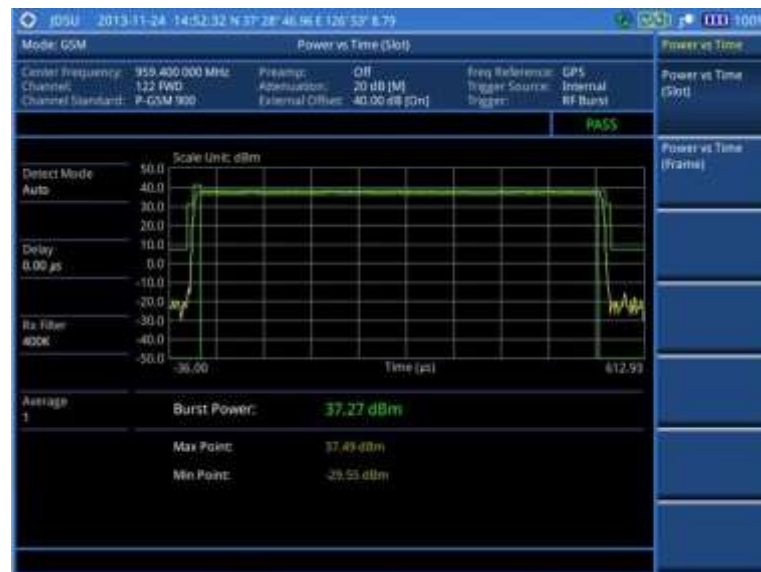 JDSU 2013-11-24 14:52:32 N 37° 28' 46.96 E 126° 53' 8.79 100%
Mode: GSM Power vs Time (Slot) Power vs Time
Center Frequency: 959.400 000 MHz Preamp: Off Freq Reference: GPS
Channel: 122 FWD Attenuation: 20 dB [M] Trigger Source: Internal
Channel Standard: P-GSM 900 External Offset: 40.00 dB [On] Trigger: RF Burst
Power vs Time
(Slot)
PASS
Power vs Time
(Frame)
Scale Unit: dBm
Detect Mode
Auto
Delay
0.00 µs
Rx Filter
400K
Average
1
50.0
40.0
30.0
20.0
10.0
0.0
-10.0
-20.0
-30.0
-40.0
-50.0
-36.00 Time (µs) 612.93
Burst Power: 37.27 dBm
Max Point: 37.49 dBm
Min Point: -29.55 dBm